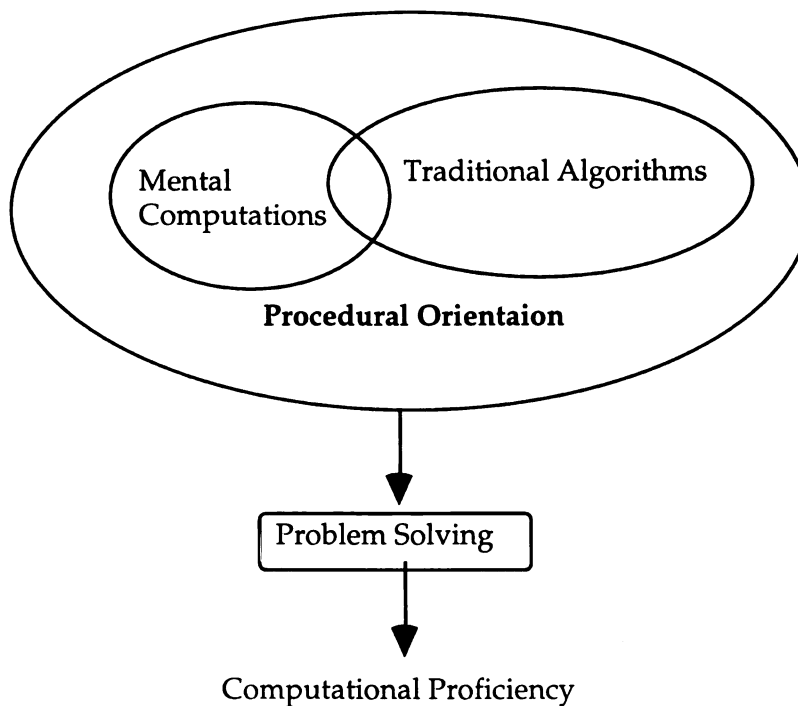 Mental
Computations
Traditional Algorithms
Procedural Orientaion
Problem Solving
Computational Proficiency